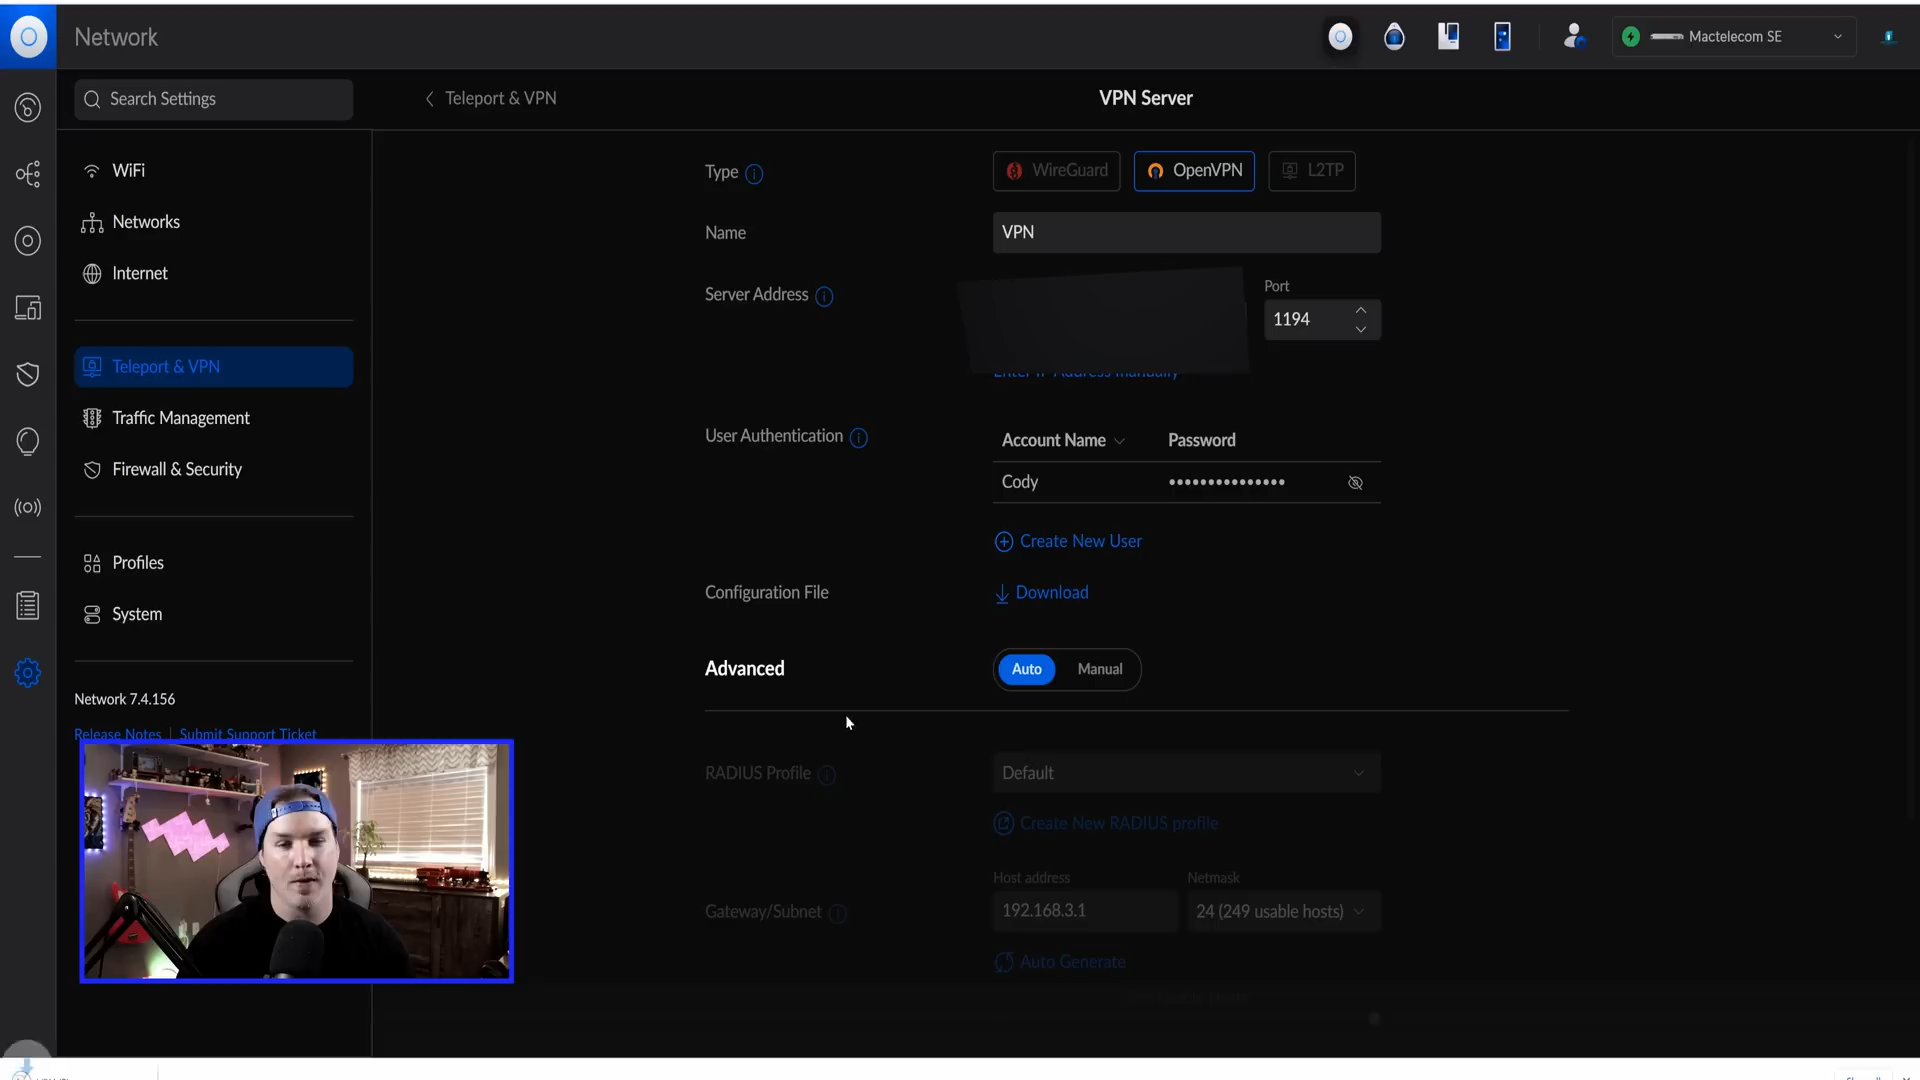 Network
Mactelecom SE
Search Settings
Teleport & VPN
VPN Server
WiFi
Networks
Internet
Teleport & VPN
Traffic Management
Firewall & Security
Profiles
System
Network 7.4.156
Release Notes | Submit Support Ticket
Type
WireGuard
OpenVPN
L2TP
Name
VPN
Server Address
Port
1194
Enter IP Address manually
User Authentication
Account Name
Password
Cody
•••••••••••••••
Create New User
Configuration File
Download
Advanced
Auto
Manual
RADIUS Profile
Default
Create New RADIUS profile
Host address
Netmask
Gateway/Subnet
192.168.3.1
24 (249 usable hosts)
Auto Generate